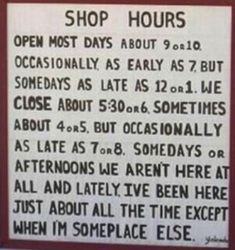 SHOP HOURS
OPEN MOST DAYS ABOUT 9 OR 10.
OCCASIONALLY, AS EARLY AS 7, BUT
SOMEDAYS AS LATE AS 12 OR 1. WE
CLOSE ABOUT 5:30 OR 6. SOMETIMES
ABOUT 4 OR 5. BUT OCCASIONALLY
AS LATE AS 7 OR 8. SOMEDAYS OR
AFTERNOONS WE AREN'T HERE AT
ALL AND LATELY, I'VE BEEN HERE
JUST ABOUT ALL THE TIME EXCEPT
WHEN I'M SOMEPLACE ELSE.